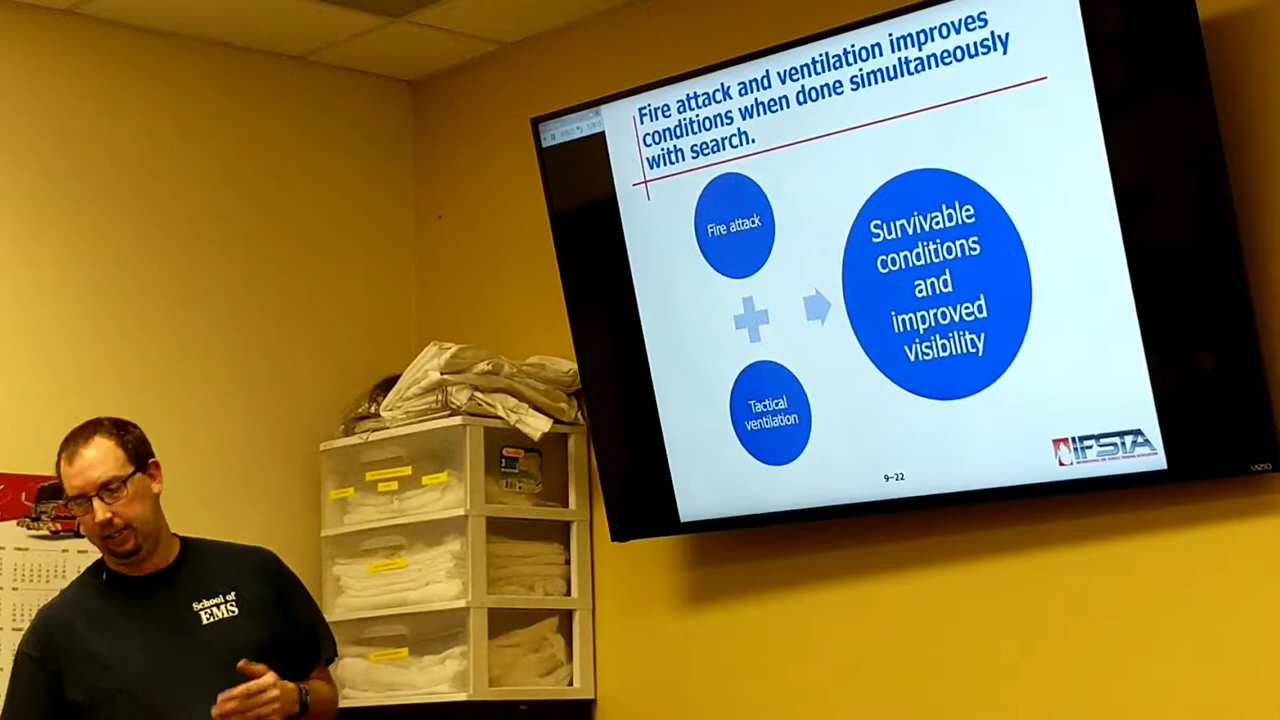 Fire attack and ventilation improves
conditions when done simultaneously
with search.
Fire attack
Tactical
ventilation
Survivable
conditions
and
improved
visibility
IFSTA
9-22
VIZIO
School of
EMS